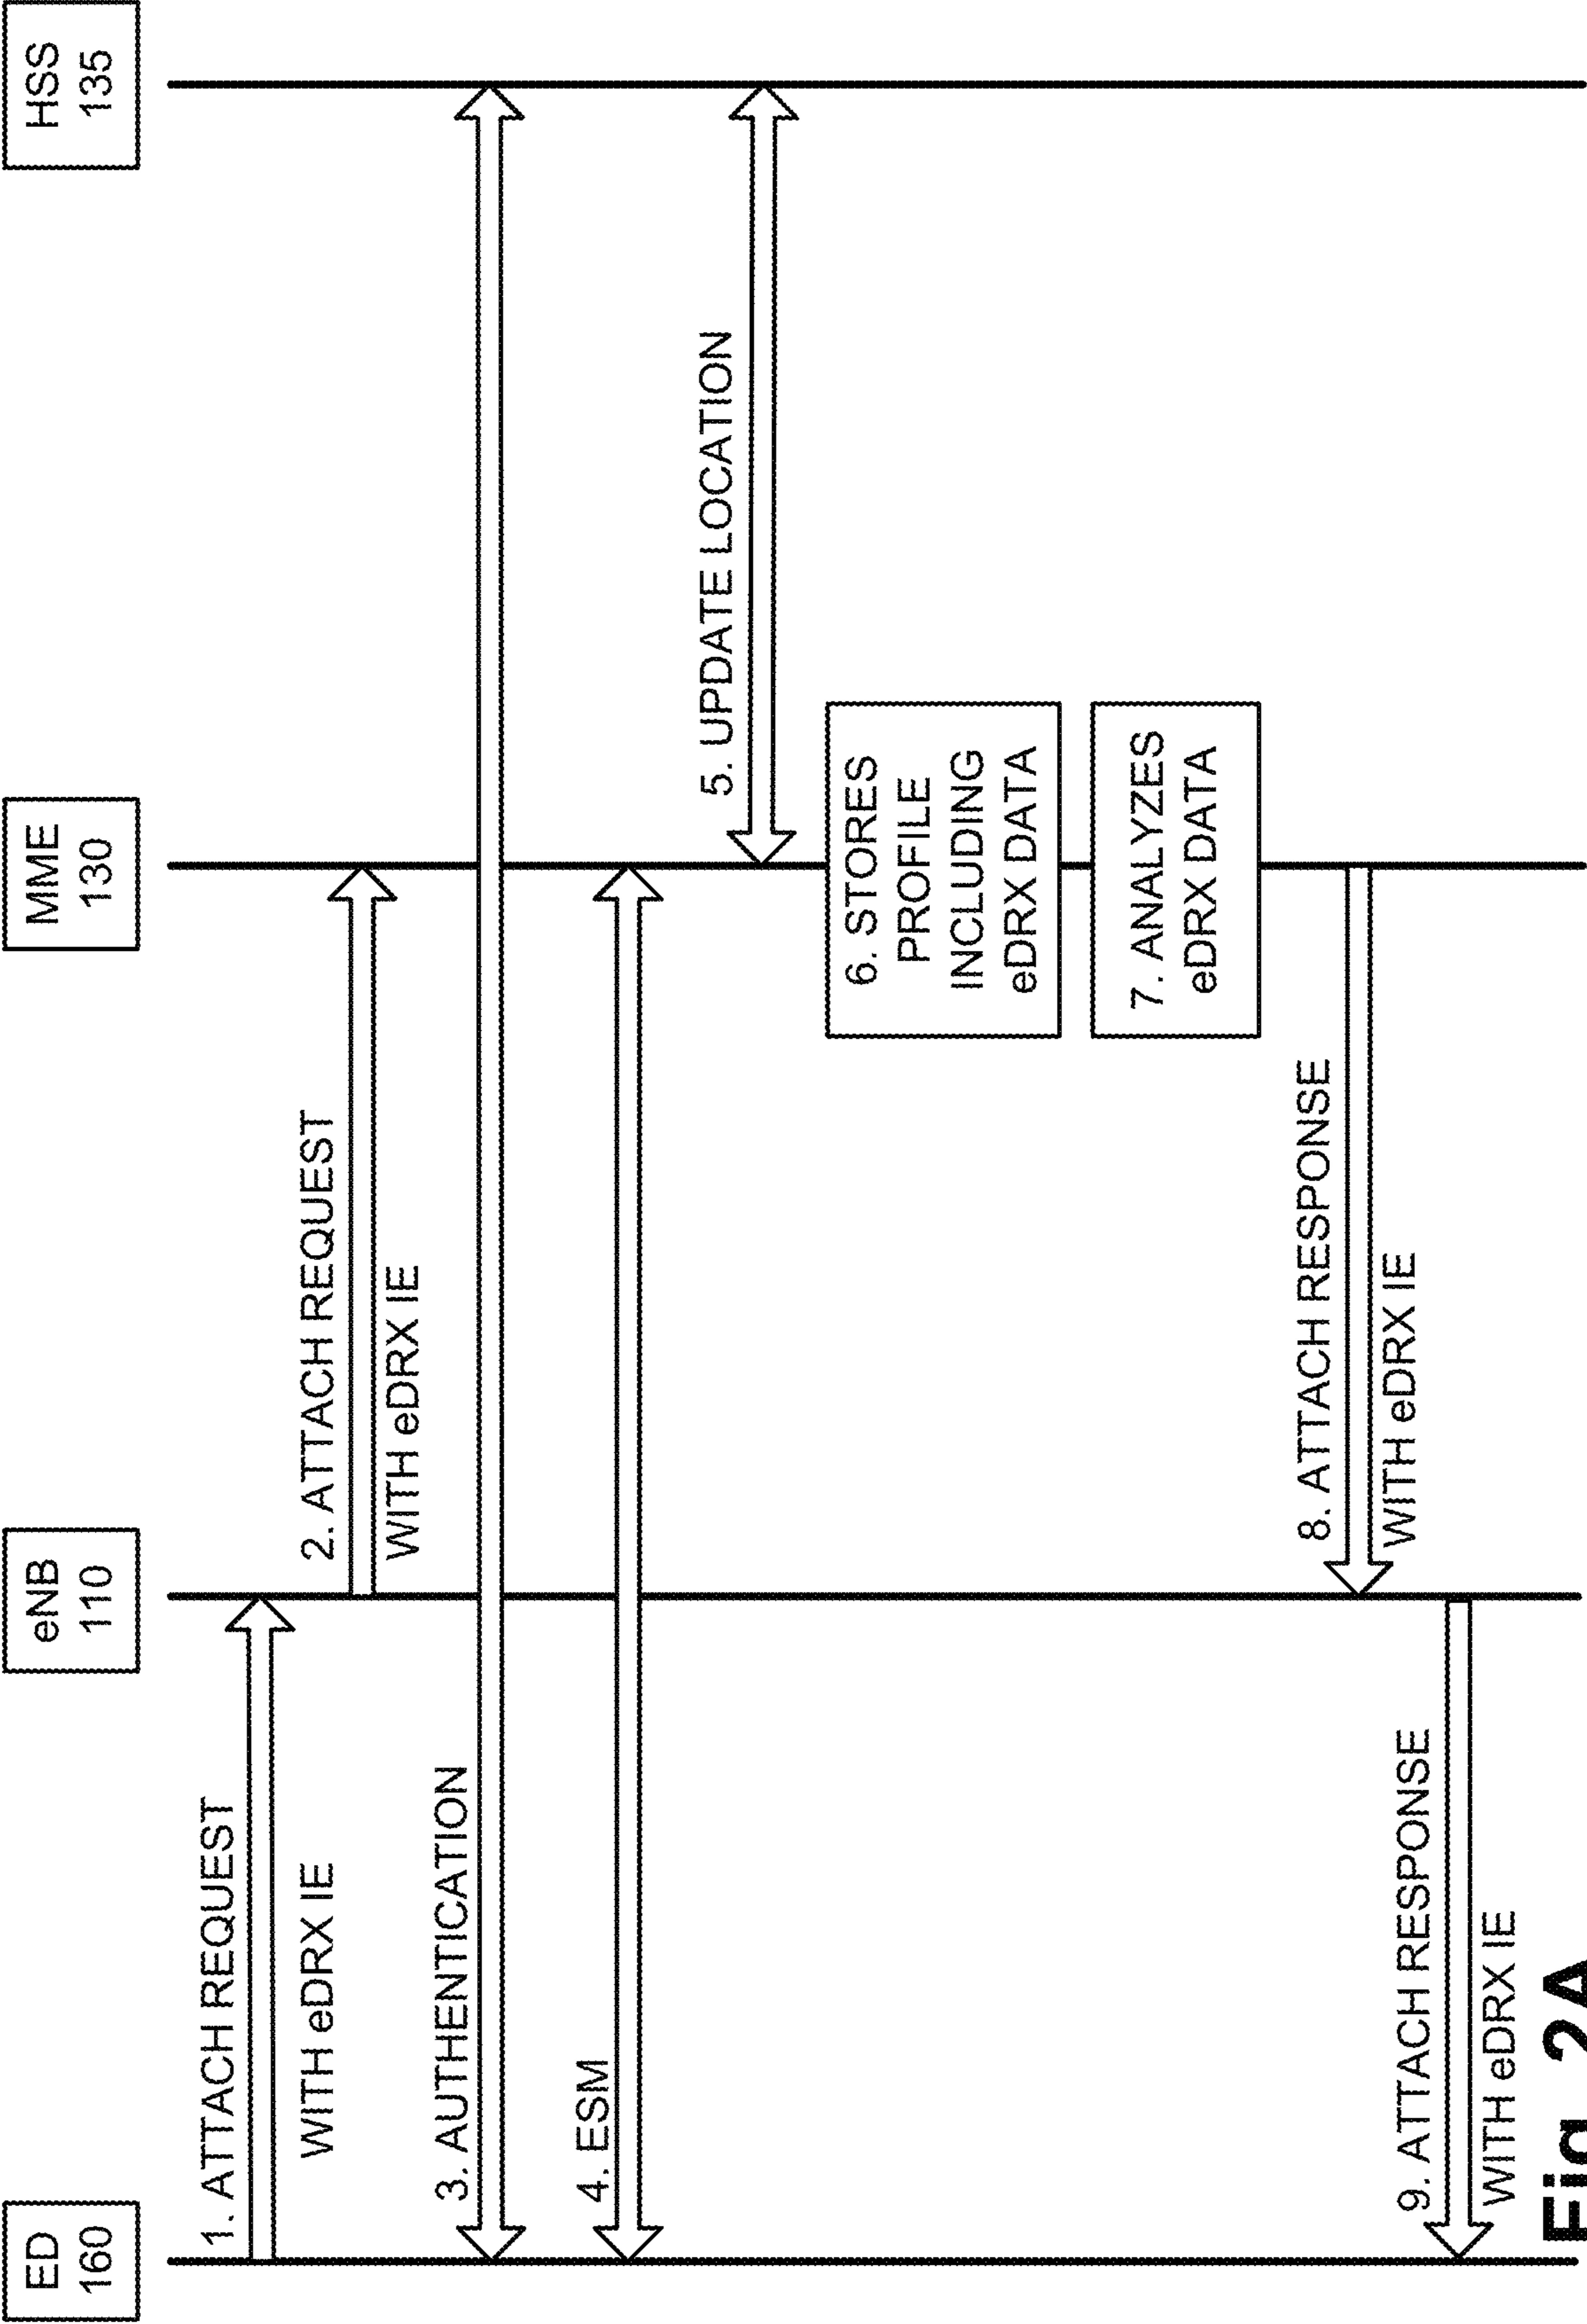 ED
160
eNB
110
MME
130
HSS
135
1. ATTACH REQUEST
WITH eDRX IE
2. ATTACH REQUEST
WITH eDRX IE
3. AUTHENTICATION
4. ESM
5. UPDATE LOCATION
6. STORES
PROFILE
INCLUDING
eDRX DATA
7. ANALYZES
eDRX DATA
8. ATTACH RESPONSE
WITH eDRX IE
9. ATTACH RESPONSE
WITH eDRX IE
Fig. 2A